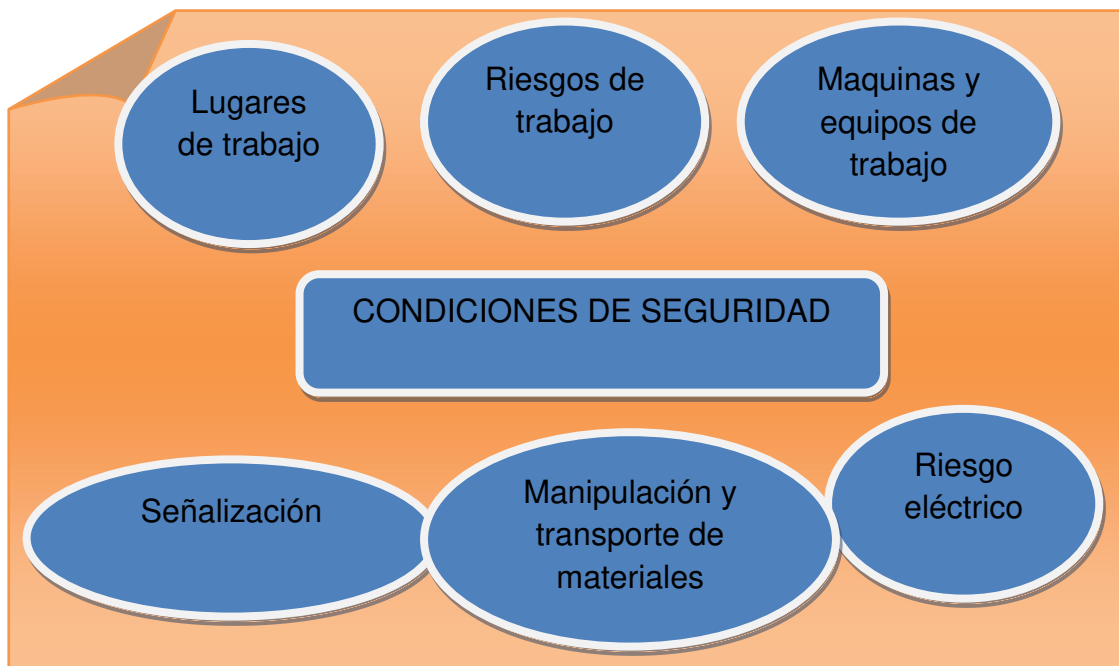 Lugares
de trabajo
Riesgos de
trabajo
Maquinas y
equipos de
trabajo
CONDICIONES DE SEGURIDAD
Señalización
Manipulación y
transporte de
materiales
Riesgo
eléctrico